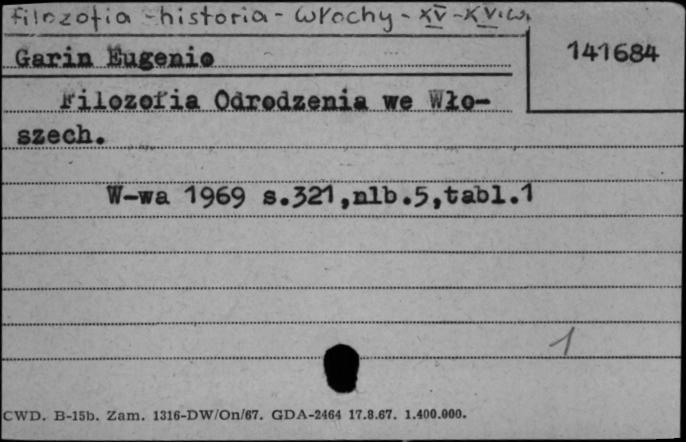 filozofia - historia - Włochy - XV - XVI w.
141684
Garin Eugenio
Filozofia Odrodzenia we Wło-
szech.
W-wa 1969 s.321,nlb.5,tabl.1
1
CWD. B-15b. Zam. 1316-DW/On/67. GDA-2464 17.8.67. 1.400.000.